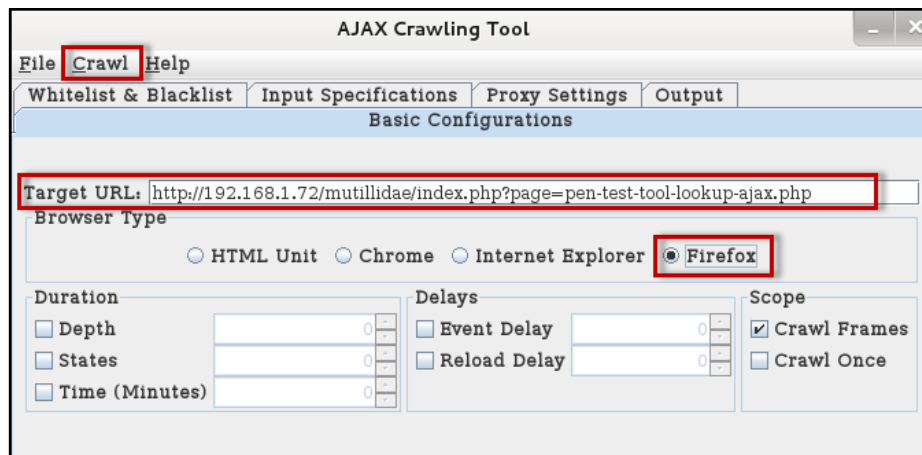 AJAX Crawling Tool
File Crawl Help
Whitelist & Blacklist Input Specifications Proxy Settings Output
Basic Configurations
Target URL: http://192.168.1.72/mutillidae/index.php?page=pen-test-tool-lookup-ajax.php
Browser Type
HTML Unit Chrome Internet Explorer Firefox
Duration
Depth 0
States 0
Time (Minutes) 0
Delays
Event Delay 0
Reload Delay 0
Scope
Crawl Frames
Crawl Once